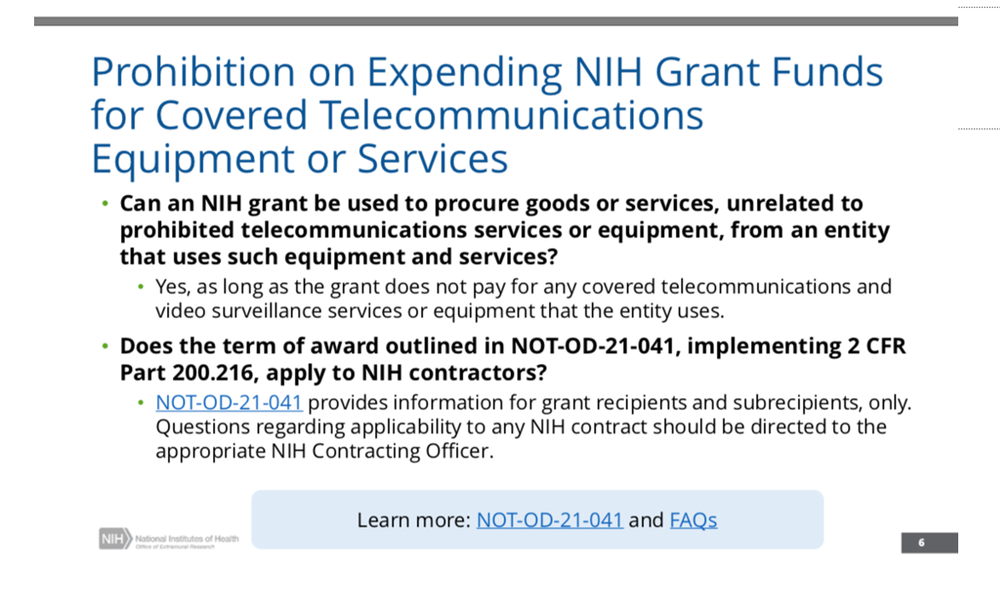 Prohibition on Expending NIH Grant Funds
for Covered Telecommunications
Equipment or Services
• Can an NIH grant be used to procure goods or services, unrelated to
prohibited telecommunications services or equipment, from an entity
that uses such equipment and services?
• Yes, as long as the grant does not pay for any covered telecommunications and
video surveillance services or equipment that the entity uses.
• Does the term of award outlined in NOT-OD-21-041, implementing 2 CFR
Part 200.216, apply to NIH contractors?
• NOT-OD-21-041 provides information for grant recipients and subrecipients, only.
Questions regarding applicability to any NIH contract should be directed to the
appropriate NIH Contracting Officer.
Learn more: NOT-OD-21-041 and FAQs
NIH National Institutes of Health
Office of Extramural Research
6